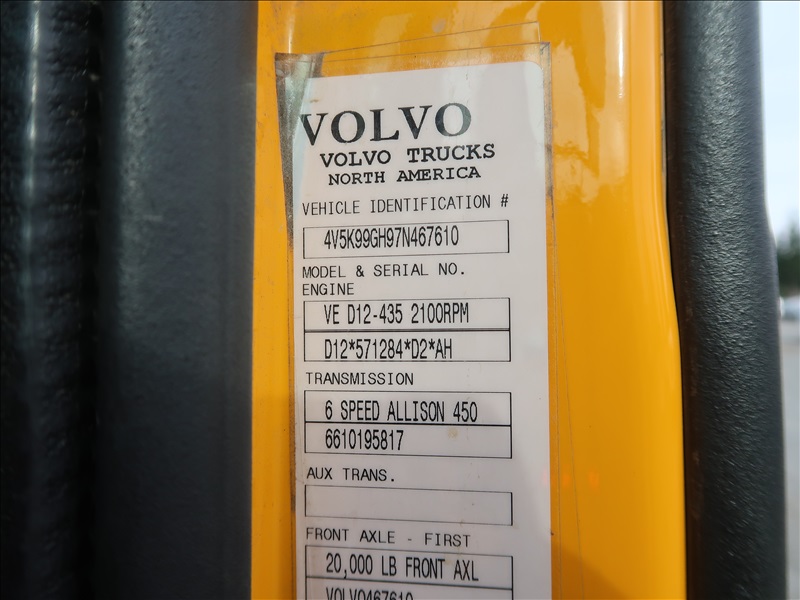 VOLVO
VOLVO TRUCKS
NORTH AMERICA
VEHICLE IDENTIFICATION #
4V5K99GH97N467610
MODEL & SERIAL NO.
ENGINE
VE D12-435 2100RPM
D12*571284*D2*AH
TRANSMISSION
6 SPEED ALLISON 450
6610195817
AUX TRANS.
FRONT AXLE - FIRST
20,000 LB FRONT AXL
VOLVO467610